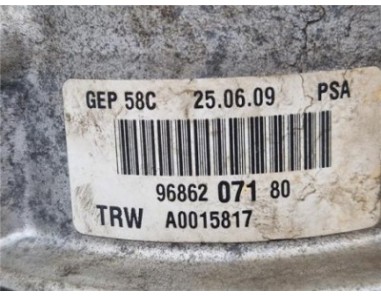 GEP 58C 25.06.09 PSA
96862 071 80
TRW A0015817